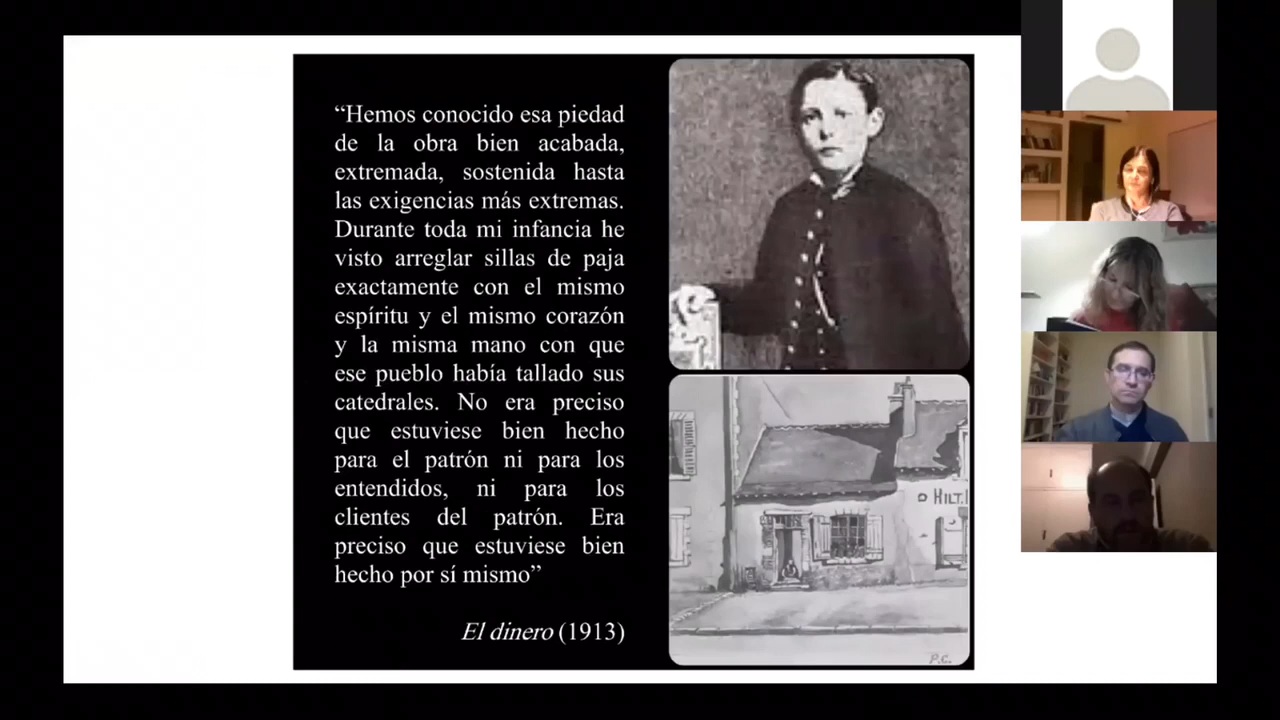 “Hemos conocido esa piedad
de la obra bien acabada,
extremada, sostenida hasta
las exigencias más extremas.
Durante toda mi infancia he
visto arreglar sillas de paja
exactamente con el mismo
espíritu y el mismo corazón
y la misma mano con que
ese pueblo había tallado sus
catedrales. No era preciso
que estuviese bien hecho
para el patrón ni para los
entendidos, ni para los
clientes del patrón. Era
preciso que estuviese bien
hecho por sí mismo”
El dinero (1913)
P.C.